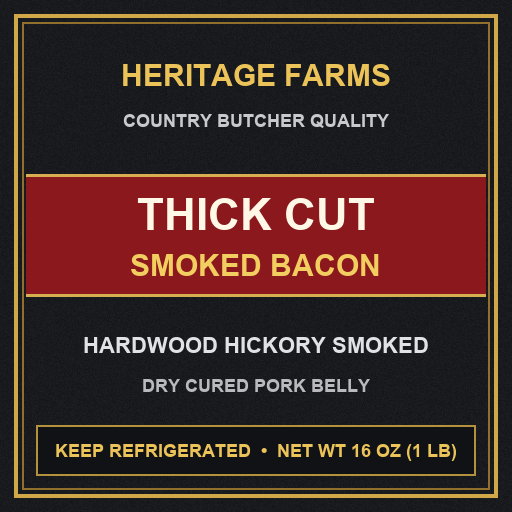 HERITAGE FARMS
COUNTRY BUTCHER QUALITY
THICK CUT
SMOKED BACON
HARDWOOD HICKORY SMOKED
DRY CURED PORK BELLY
KEEP REFRIGERATED • NET WT 16 OZ (1 LB)